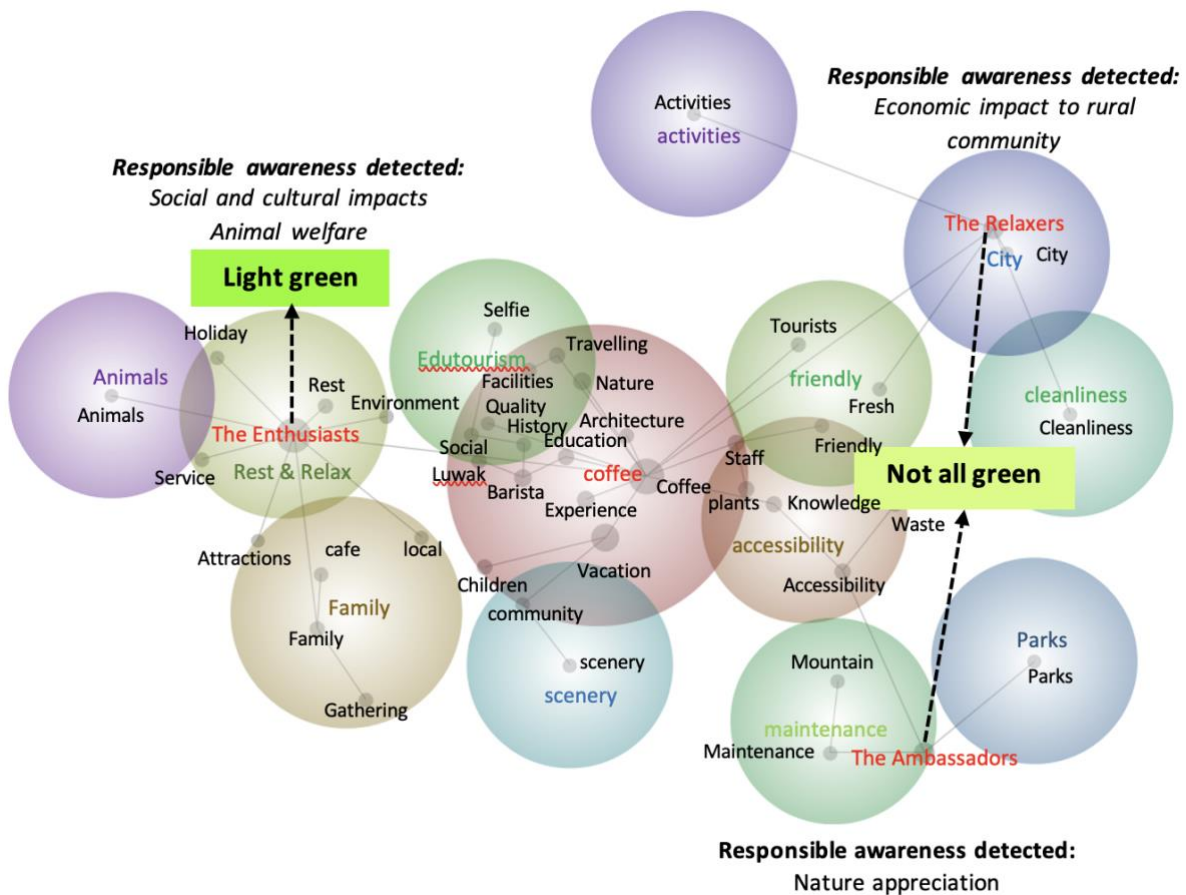 Activities
activities
Responsible awareness detected:
Economic impact to rural
community
Responsible awareness detected:
Social and cultural impacts
Animal welfare
Light green
The Relaxers
City
City
Holiday
Selfie
Tourists
Travelling
Edutourism
Animals
Animals
Rest
Facilities
Nature
friendly
cleanliness
Environment
Quality
Fresh
Cleanliness
The Enthusiasts
History
Architecture
Social
Education
Friendly
Rest & Relax
Service
Luwak
coffee
Staff
Barista
Coffee
Not all green
Experience
plants
Knowledge
Waste
Attractions
cafe
local
accessibility
Vacation
Children
Accessibility
Family
community
Family
Parks
scenery
Mountain
Parks
scenery
Gathering
maintenance
Maintenance
The Ambassadors
Responsible awareness detected:
Nature appreciation